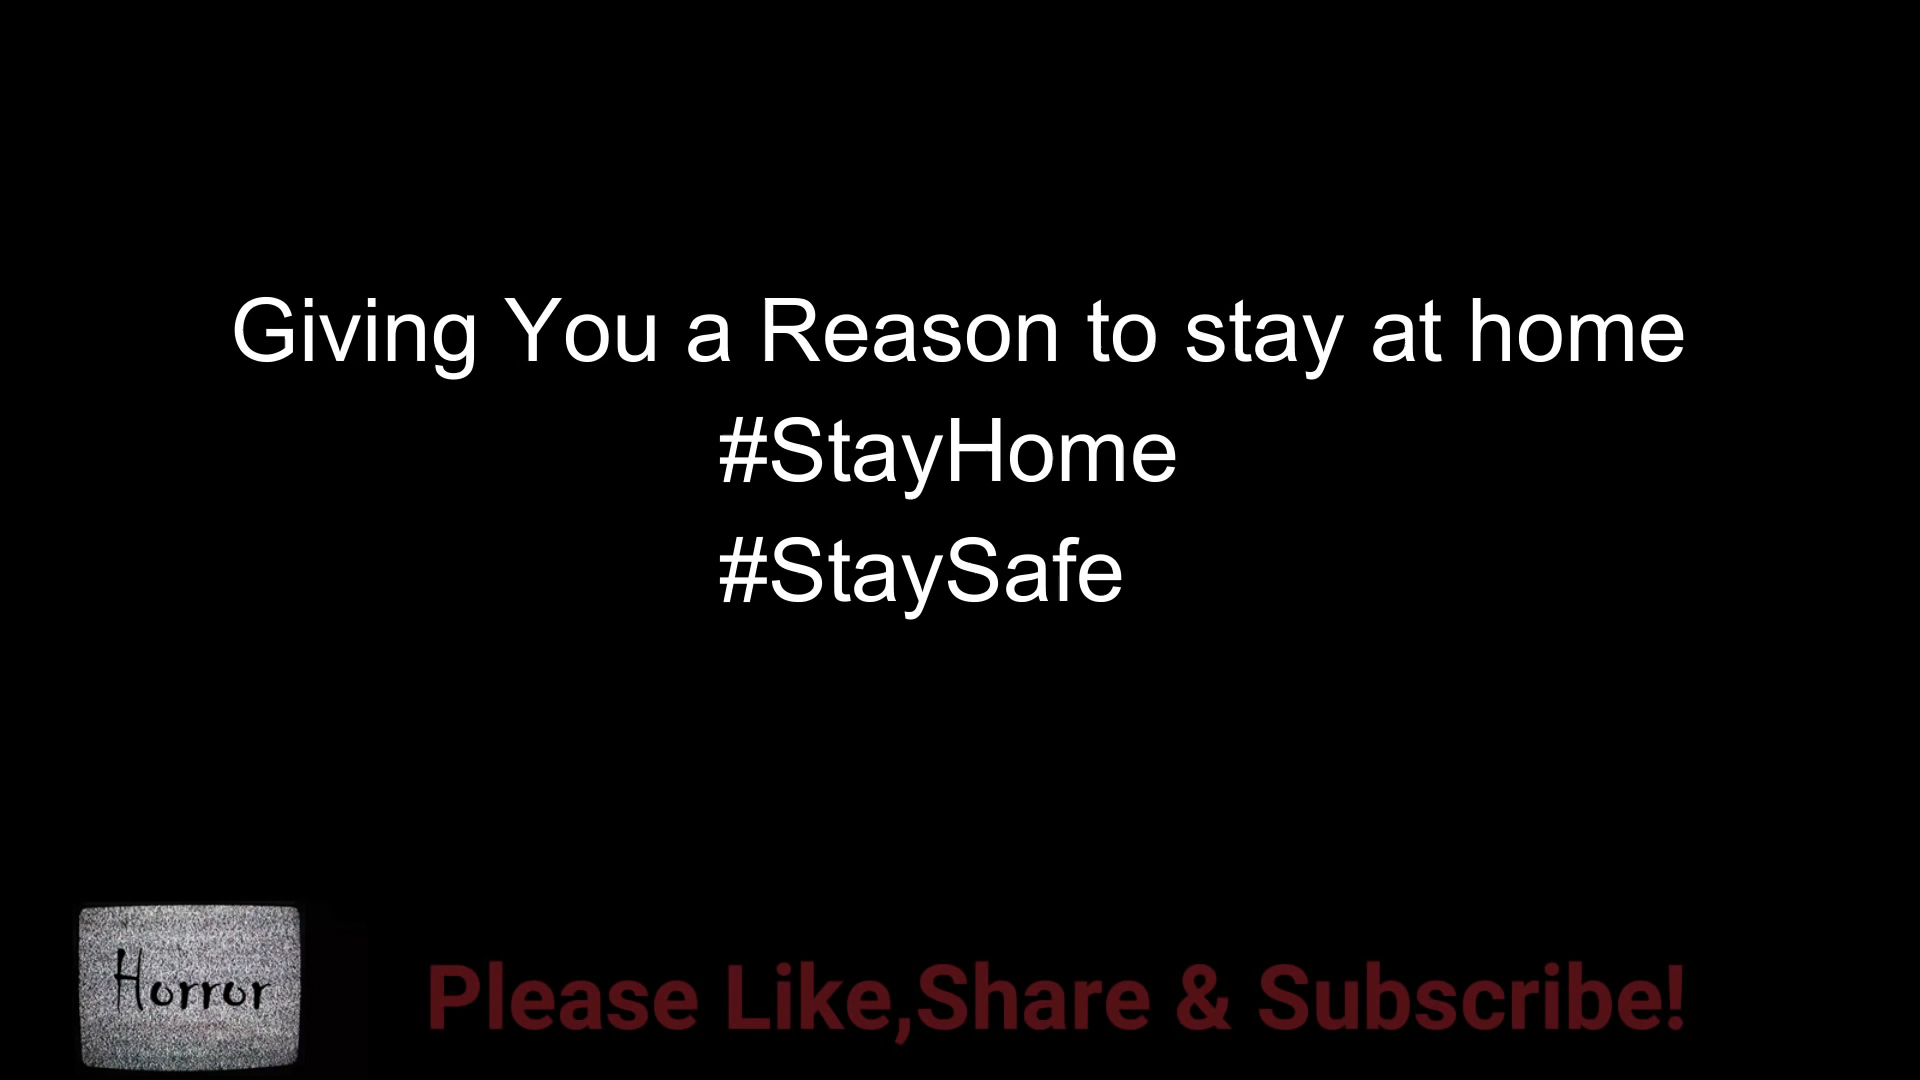 Giving You a Reason to stay at home
#StayHome
#StaySafe
Horror
Please Like,Share & Subscribe!